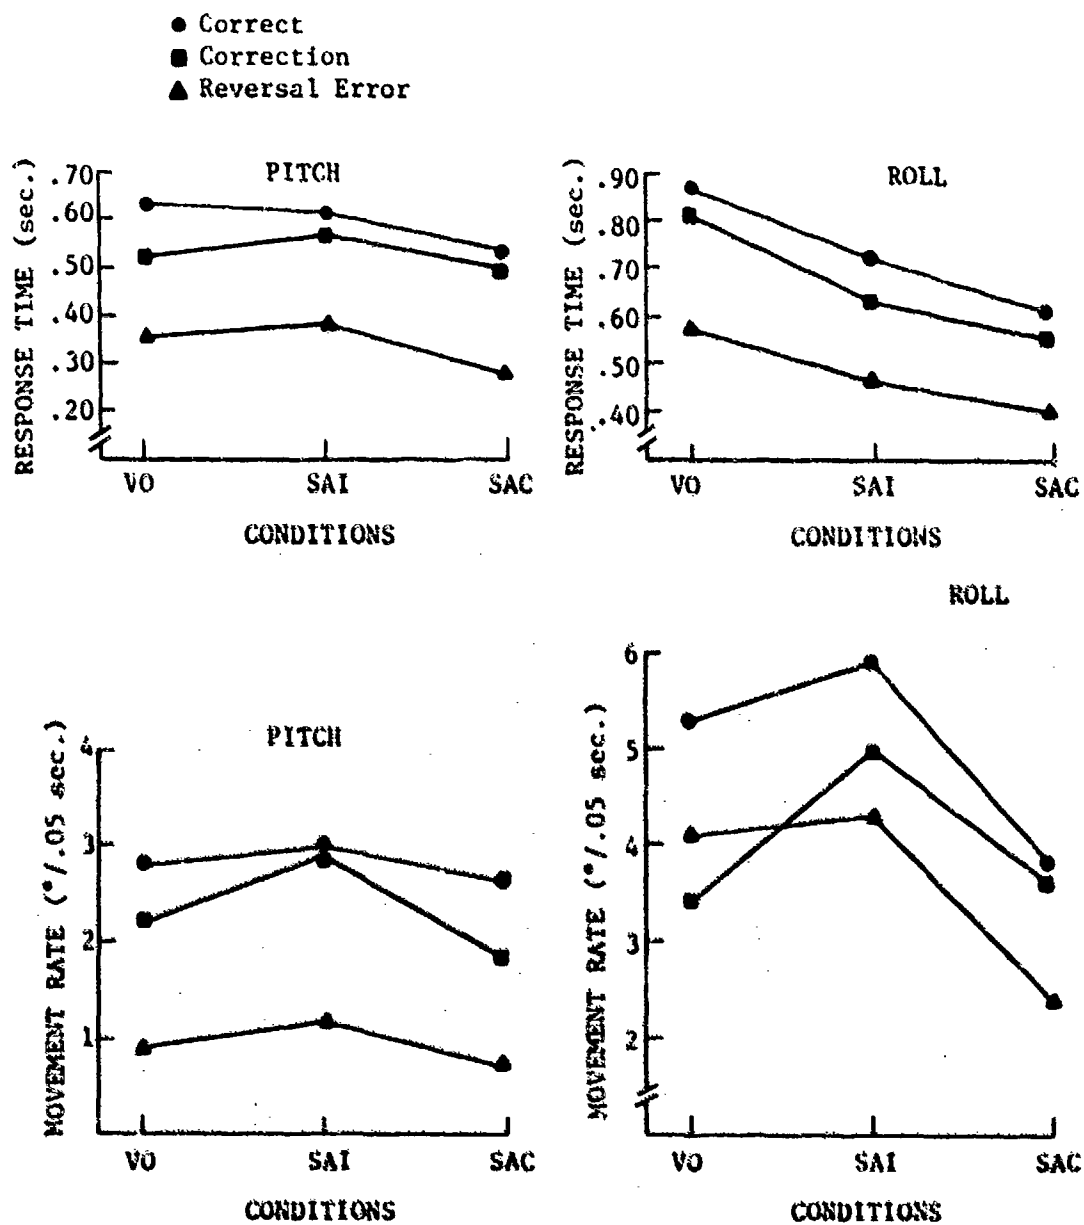 Correct
Correction
Reversal Error
PITCH
RESPONSE TIME (sec.)
.70
.60
.50
.40
.30
.20
VO SAI SAC
CONDITIONS
ROLL
RESPONSE TIME (sec.)
.90
.80
.70
.60
.50
.40
VO SAI SAC
CONDITIONS
PITCH
MOVEMENT RATE (°/.05 sec.)
4
3
2
1
VO SAI SAC
CONDITIONS
ROLL
MOVEMENT RATE (°/.05 sec.)
6
5
4
3
2
VO SAI SAC
CONDITIONS